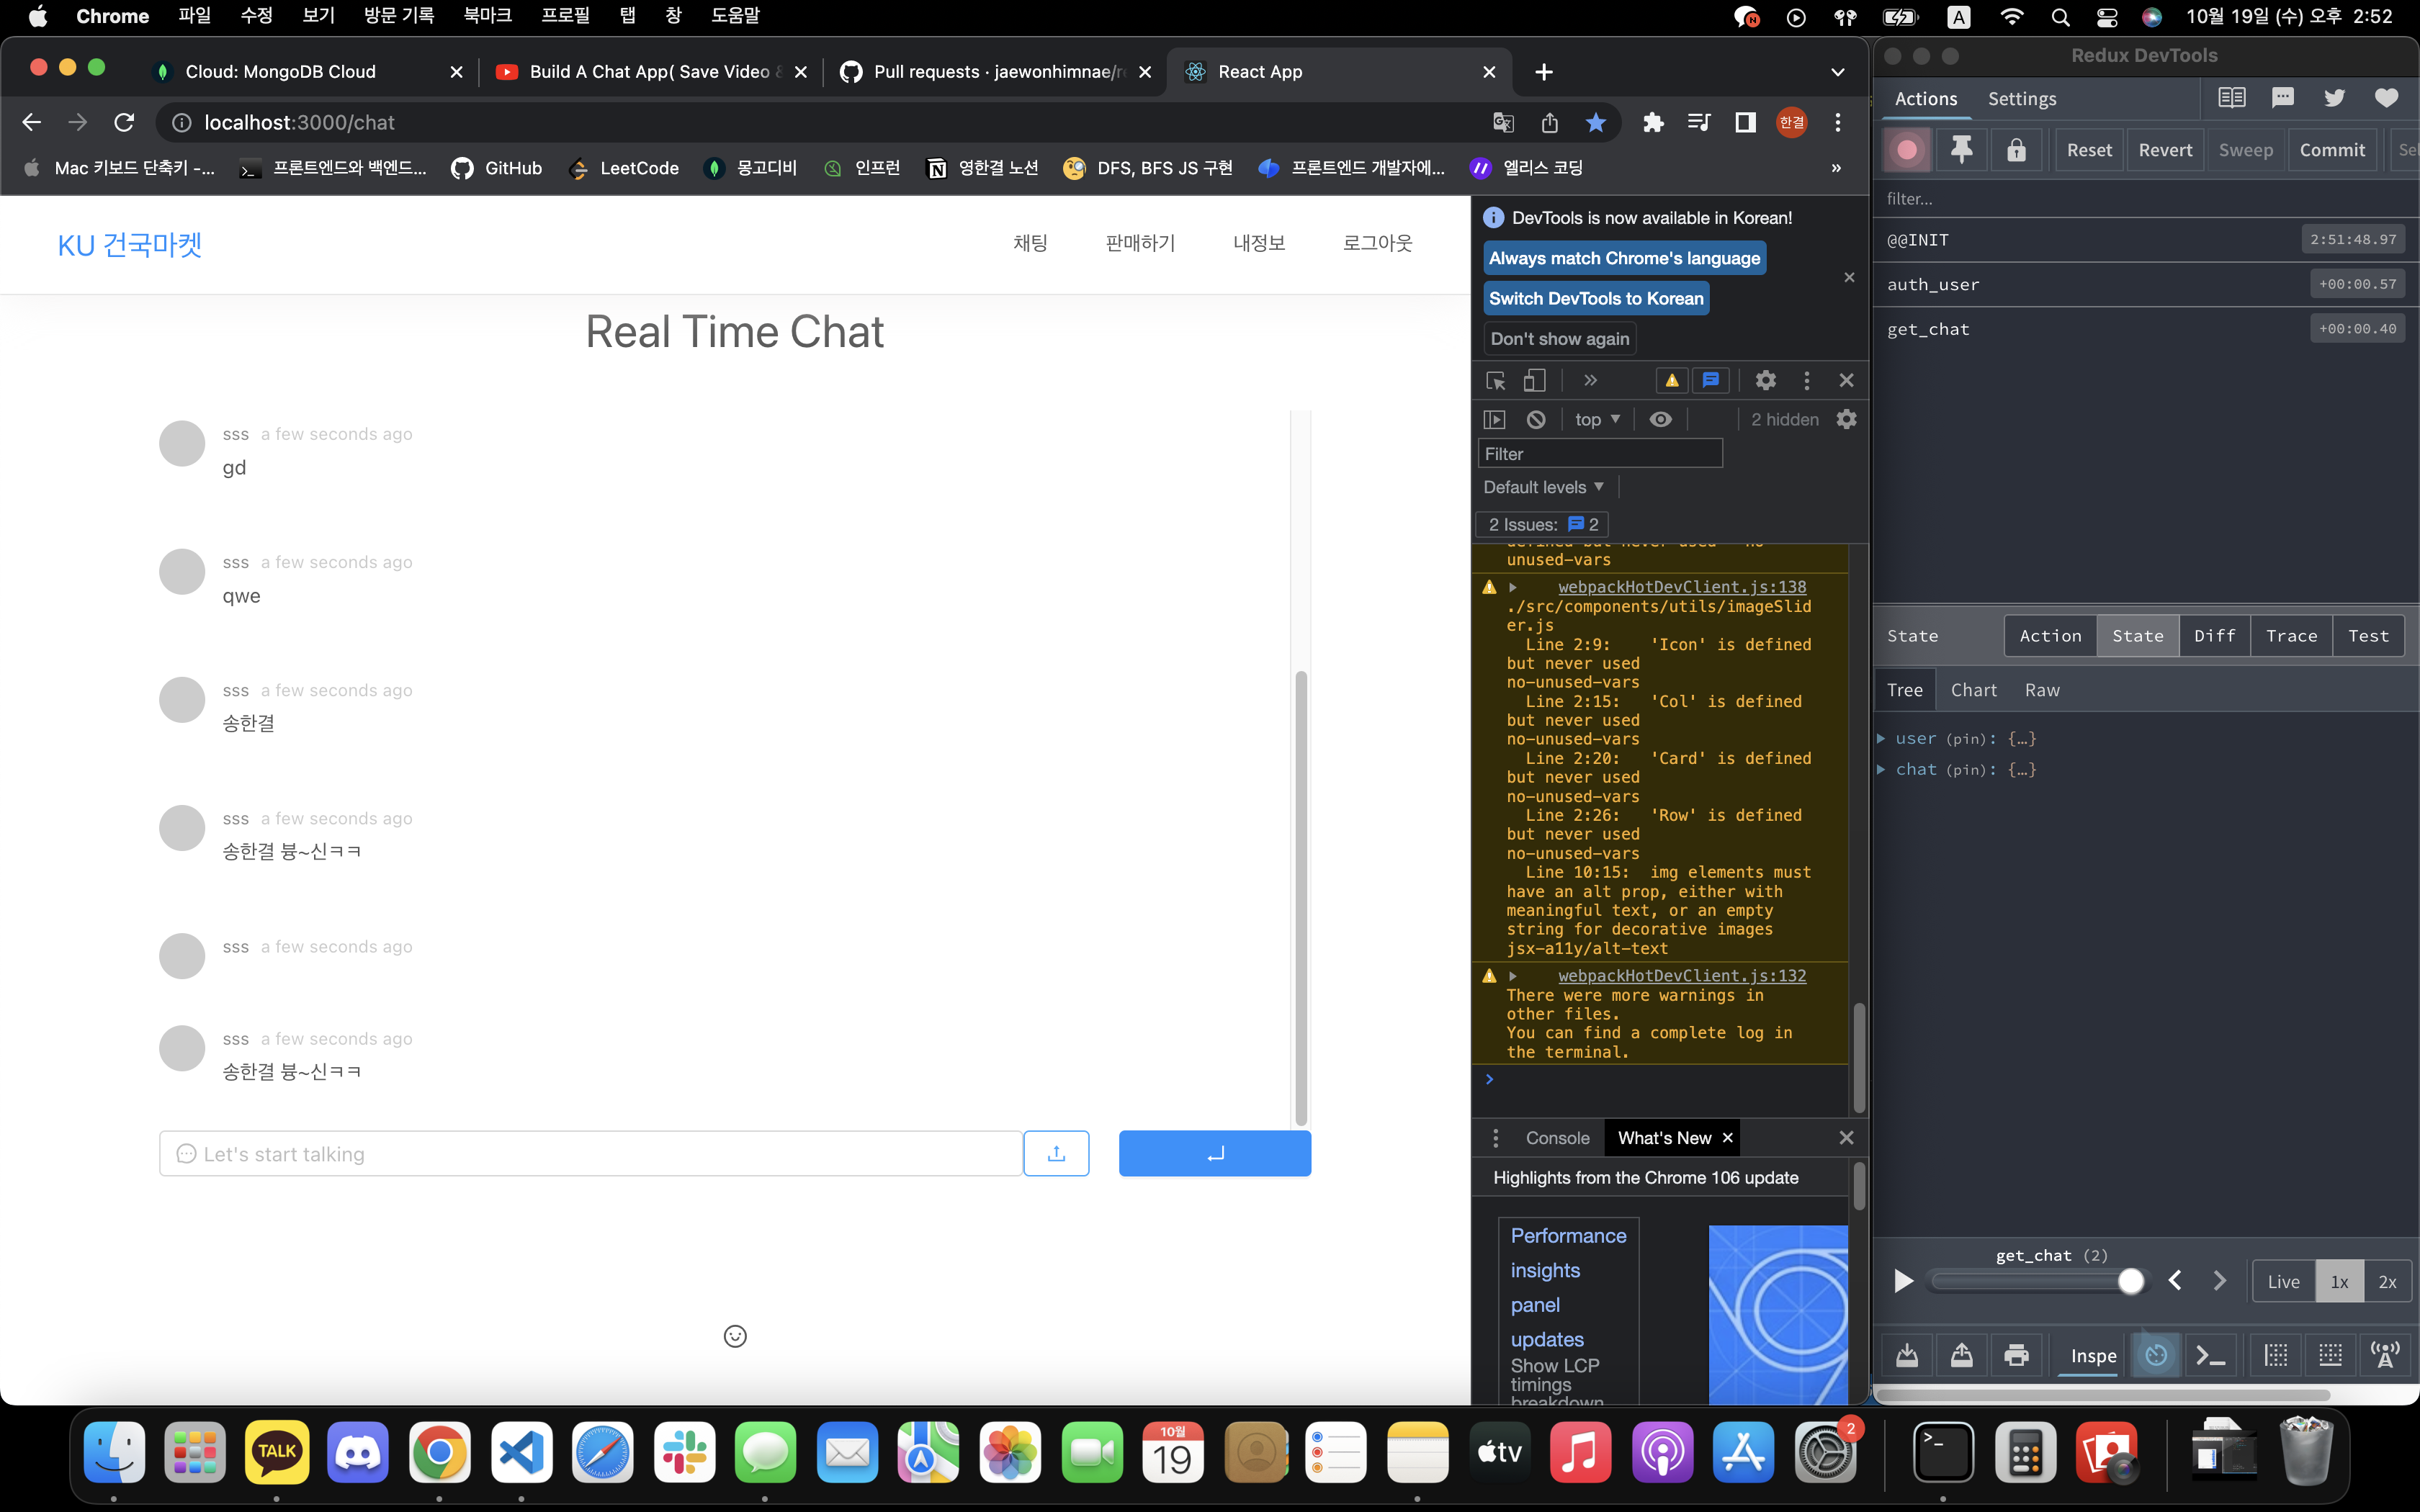 Chrome 파일 수정 보기 방문 기록 북마크 프로필 탭 창 도움말
A 10월 19일 (수) 오후 2:52
Cloud: MongoDB Cloud
Build A Chat App( Save Video
Pull requests · jaewonhimnae/r
React App
localhost:3000/chat
한결
Mac 키보드 단축키 -...
프론트엔드와 백엔드...
GitHub
LeetCode
몽고디비
인프런
영한결 노션
DFS, BFS JS 구현
프론트엔드 개발자에...
엘리스 코딩
»
KU 건국마켓
채팅 판매하기 내정보 로그아웃
Real Time Chat
sss a few seconds ago
gd
sss a few seconds ago
qwe
sss a few seconds ago
송한결
sss a few seconds ago
송한결 븅~신ㅋㅋ
sss a few seconds ago
sss a few seconds ago
송한결 븅~신ㅋㅋ
Let's start talking
DevTools is now available in Korean!
Always match Chrome's language
Switch DevTools to Korean
Don't show again
top
2 hidden
Filter
Default levels
2 Issues: 2
defined but never used no-
unused-vars
webpackHotDevClient.js:138
./src/components/utils/imageSlid
er.js
Line 2:9: 'Icon' is defined
but never used
no-unused-vars
Line 2:15: 'Col' is defined
but never used
no-unused-vars
Line 2:20: 'Card' is defined
but never used
no-unused-vars
Line 2:26: 'Row' is defined
but never used
no-unused-vars
Line 10:15: img elements must
have an alt prop, either with
meaningful text, or an empty
string for decorative images
jsx-a11y/alt-text
webpackHotDevClient.js:132
There were more warnings in
other files.
You can find a complete log in
the terminal.
Console What's New
Highlights from the Chrome 106 update
Performance
insights
panel
updates
Show LCP
timings
breakdown
Redux DevTools
Actions Settings
Reset Revert Sweep Commit
filter...
@@INIT 2:51:48.97
auth_user +00:00.57
get_chat +00:00.40
State
Action State Diff Trace Test
Tree Chart Raw
user (pin): {…}
chat (pin): {…}
get_chat (2)
Live 1x 2x
Inspe
TALK
10월
19
tv
2